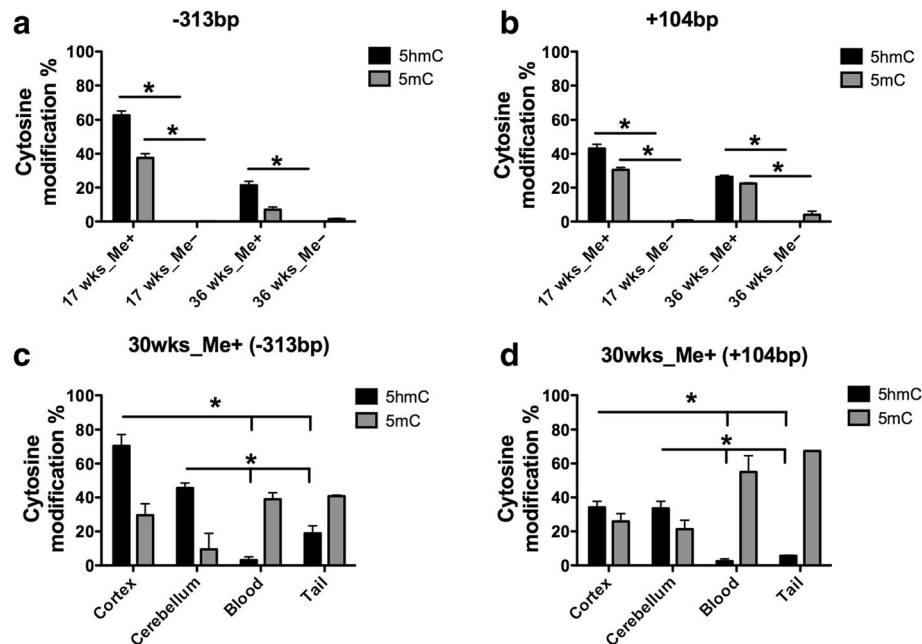 a
-313bp
Cytosine
modification %
100
80
60
40
20
0
*
*
*
5hmC
5mC
17 wks_Me+
17 wks_Me−
36 wks_Me+
36 wks_Me−
b
+104bp
Cytosine
modification %
100
80
60
40
20
0
*
*
*
*
5hmC
5mC
17 wks_Me+
17 wks_Me−
36 wks_Me+
36 wks_Me−
c
30wks_Me+ (-313bp)
Cytosine
modification %
100
80
60
40
20
0
*
*
5hmC
5mC
Cortex
Cerebellum
Blood
Tail
d
30wks_Me+ (+104bp)
Cytosine
modification %
100
80
60
40
20
0
*
*
5hmC
5mC
Cortex
Cerebellum
Blood
Tail